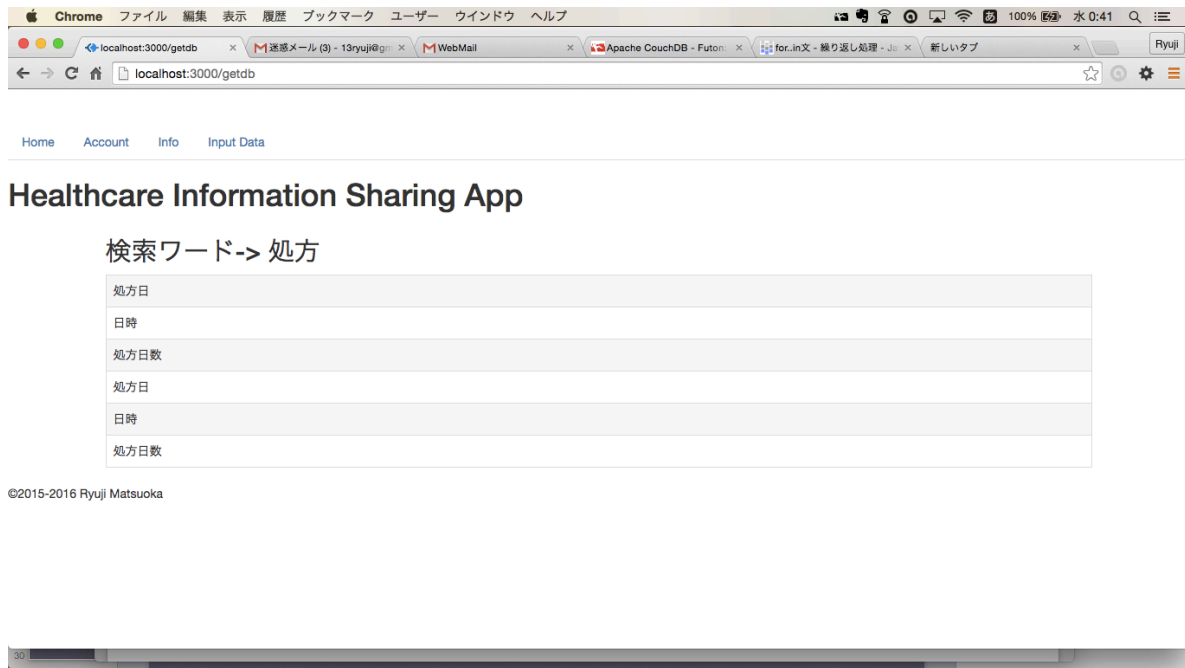 Chrome ファイル 編集 表示 履歴 ブックマーク ユーザー ウインドウ ヘルプ 100% 水 0:41
localhost:3000/getdb × 迷惑メール (3) - 13ryuji@gm × WebMail × Apache CouchDB - Futon: × for..in文 - 繰り返し処理 - Ja × 新しいタブ × Ryuji
localhost:3000/getdb
Home Account Info Input Data
Healthcare Information Sharing App
検索ワード-> 処方
処方日
日時
処方日数
処方日
日時
処方日数
©2015-2016 Ryuji Matsuoka
30